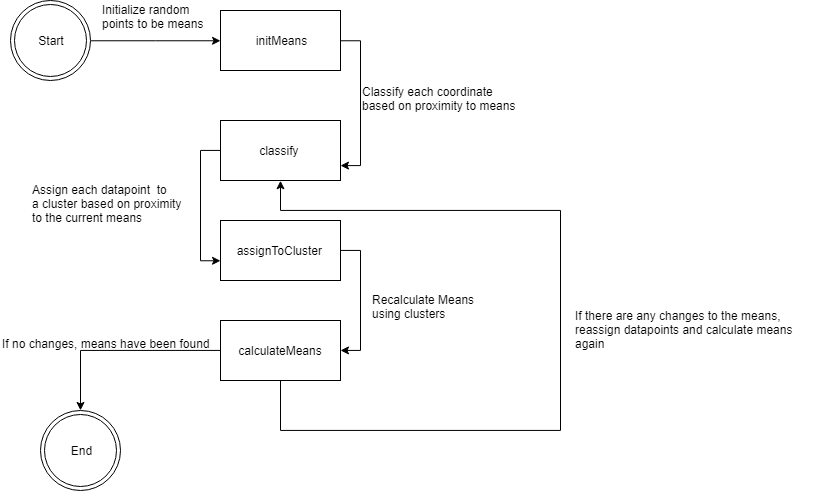 Initialize random
points to be means
Start
initMeans
Classify each coordinate
based on proximity to means
classify
Assign each datapoint  to
a cluster based on proximity
to the current means
assignToCluster
Recalculate Means
using clusters
If there are any changes to the means,
reassign datapoints and calculate means
again
If no changes, means have been found
calculateMeans
End